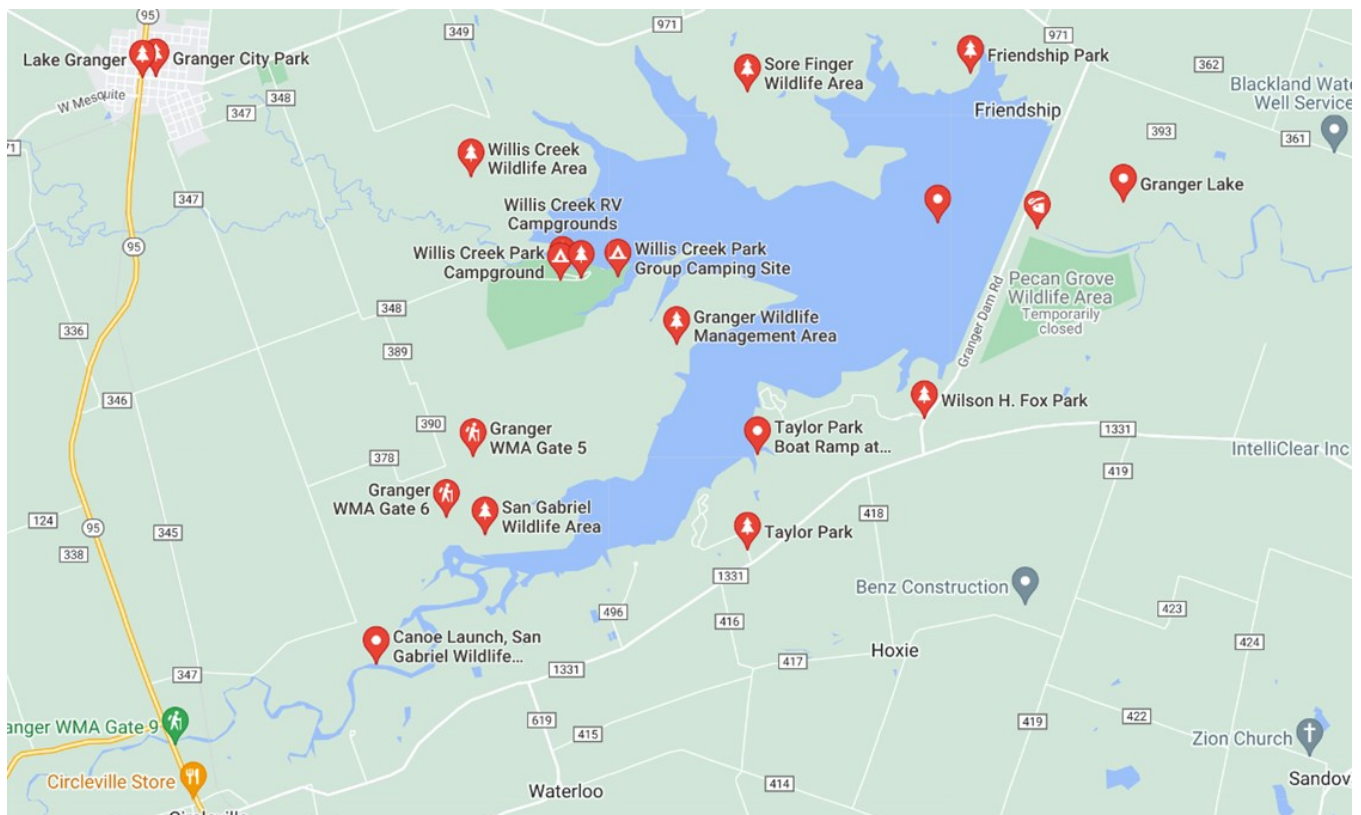 95
971
349
971
Lake Granger
Granger City Park
Sore Finger
Wildlife Area
Friendship Park
362
Blackland Wate
Well Service
W Mesquite
348
347
Friendship
393
361
71
Willis Creek
Wildlife Area
Granger Lake
347
Willis Creek RV
Campgrounds
95
Willis Creek Park
Campground
Willis Creek Park
Group Camping Site
Pecan Grove
Wildlife Area
Temporarily
closed
348
Granger Dam Rd
336
Granger Wildlife
Management Area
389
346
Wilson H. Fox Park
390
Granger
WMA Gate 5
Taylor Park
Boat Ramp at...
1331
IntelliClear Inc
378
419
Granger
WMA Gate 6
San Gabriel
Wildlife Area
124
95
345
418
338
Taylor Park
1331
Benz Construction
496
416
423
Canoe Launch, San
Gabriel Wildlife...
424
Hoxie
417
1331
347
anger WMA Gate 9
619
415
419
422
Zion Church
Circleville Store
Waterloo
414
Sandov
Circleville